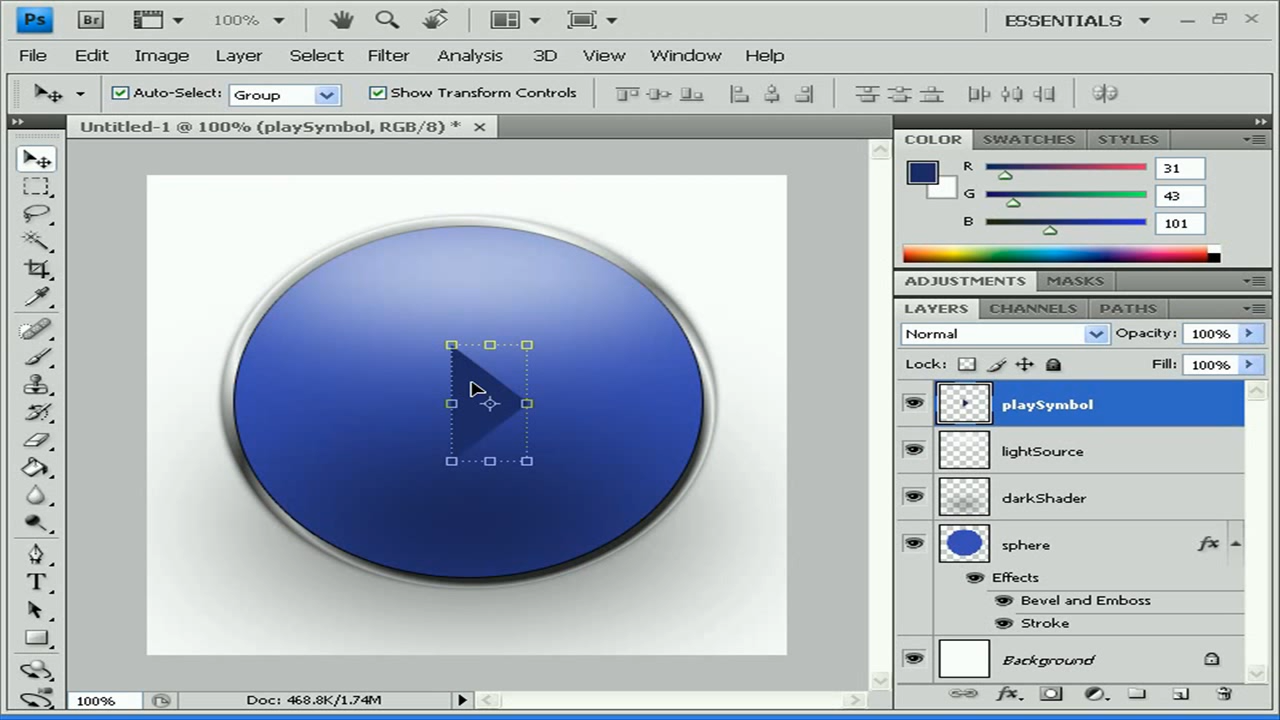 Ps Br 100% ESSENTIALS
File Edit Image Layer Select Filter Analysis 3D View Window Help
Auto-Select: Group Show Transform Controls
Untitled-1 @ 100% (playSymbol, RGB/8) *
COLOR SWATCHES STYLES
R 31
G 43
B 101
ADJUSTMENTS MASKS
LAYERS CHANNELS PATHS
Normal Opacity: 100%
Lock: Fill: 100%
playSymbol
lightSource
darkShader
sphere fx
Effects
Bevel and Emboss
Stroke
Background
T
100% Doc: 468.8K/1.74M
fx